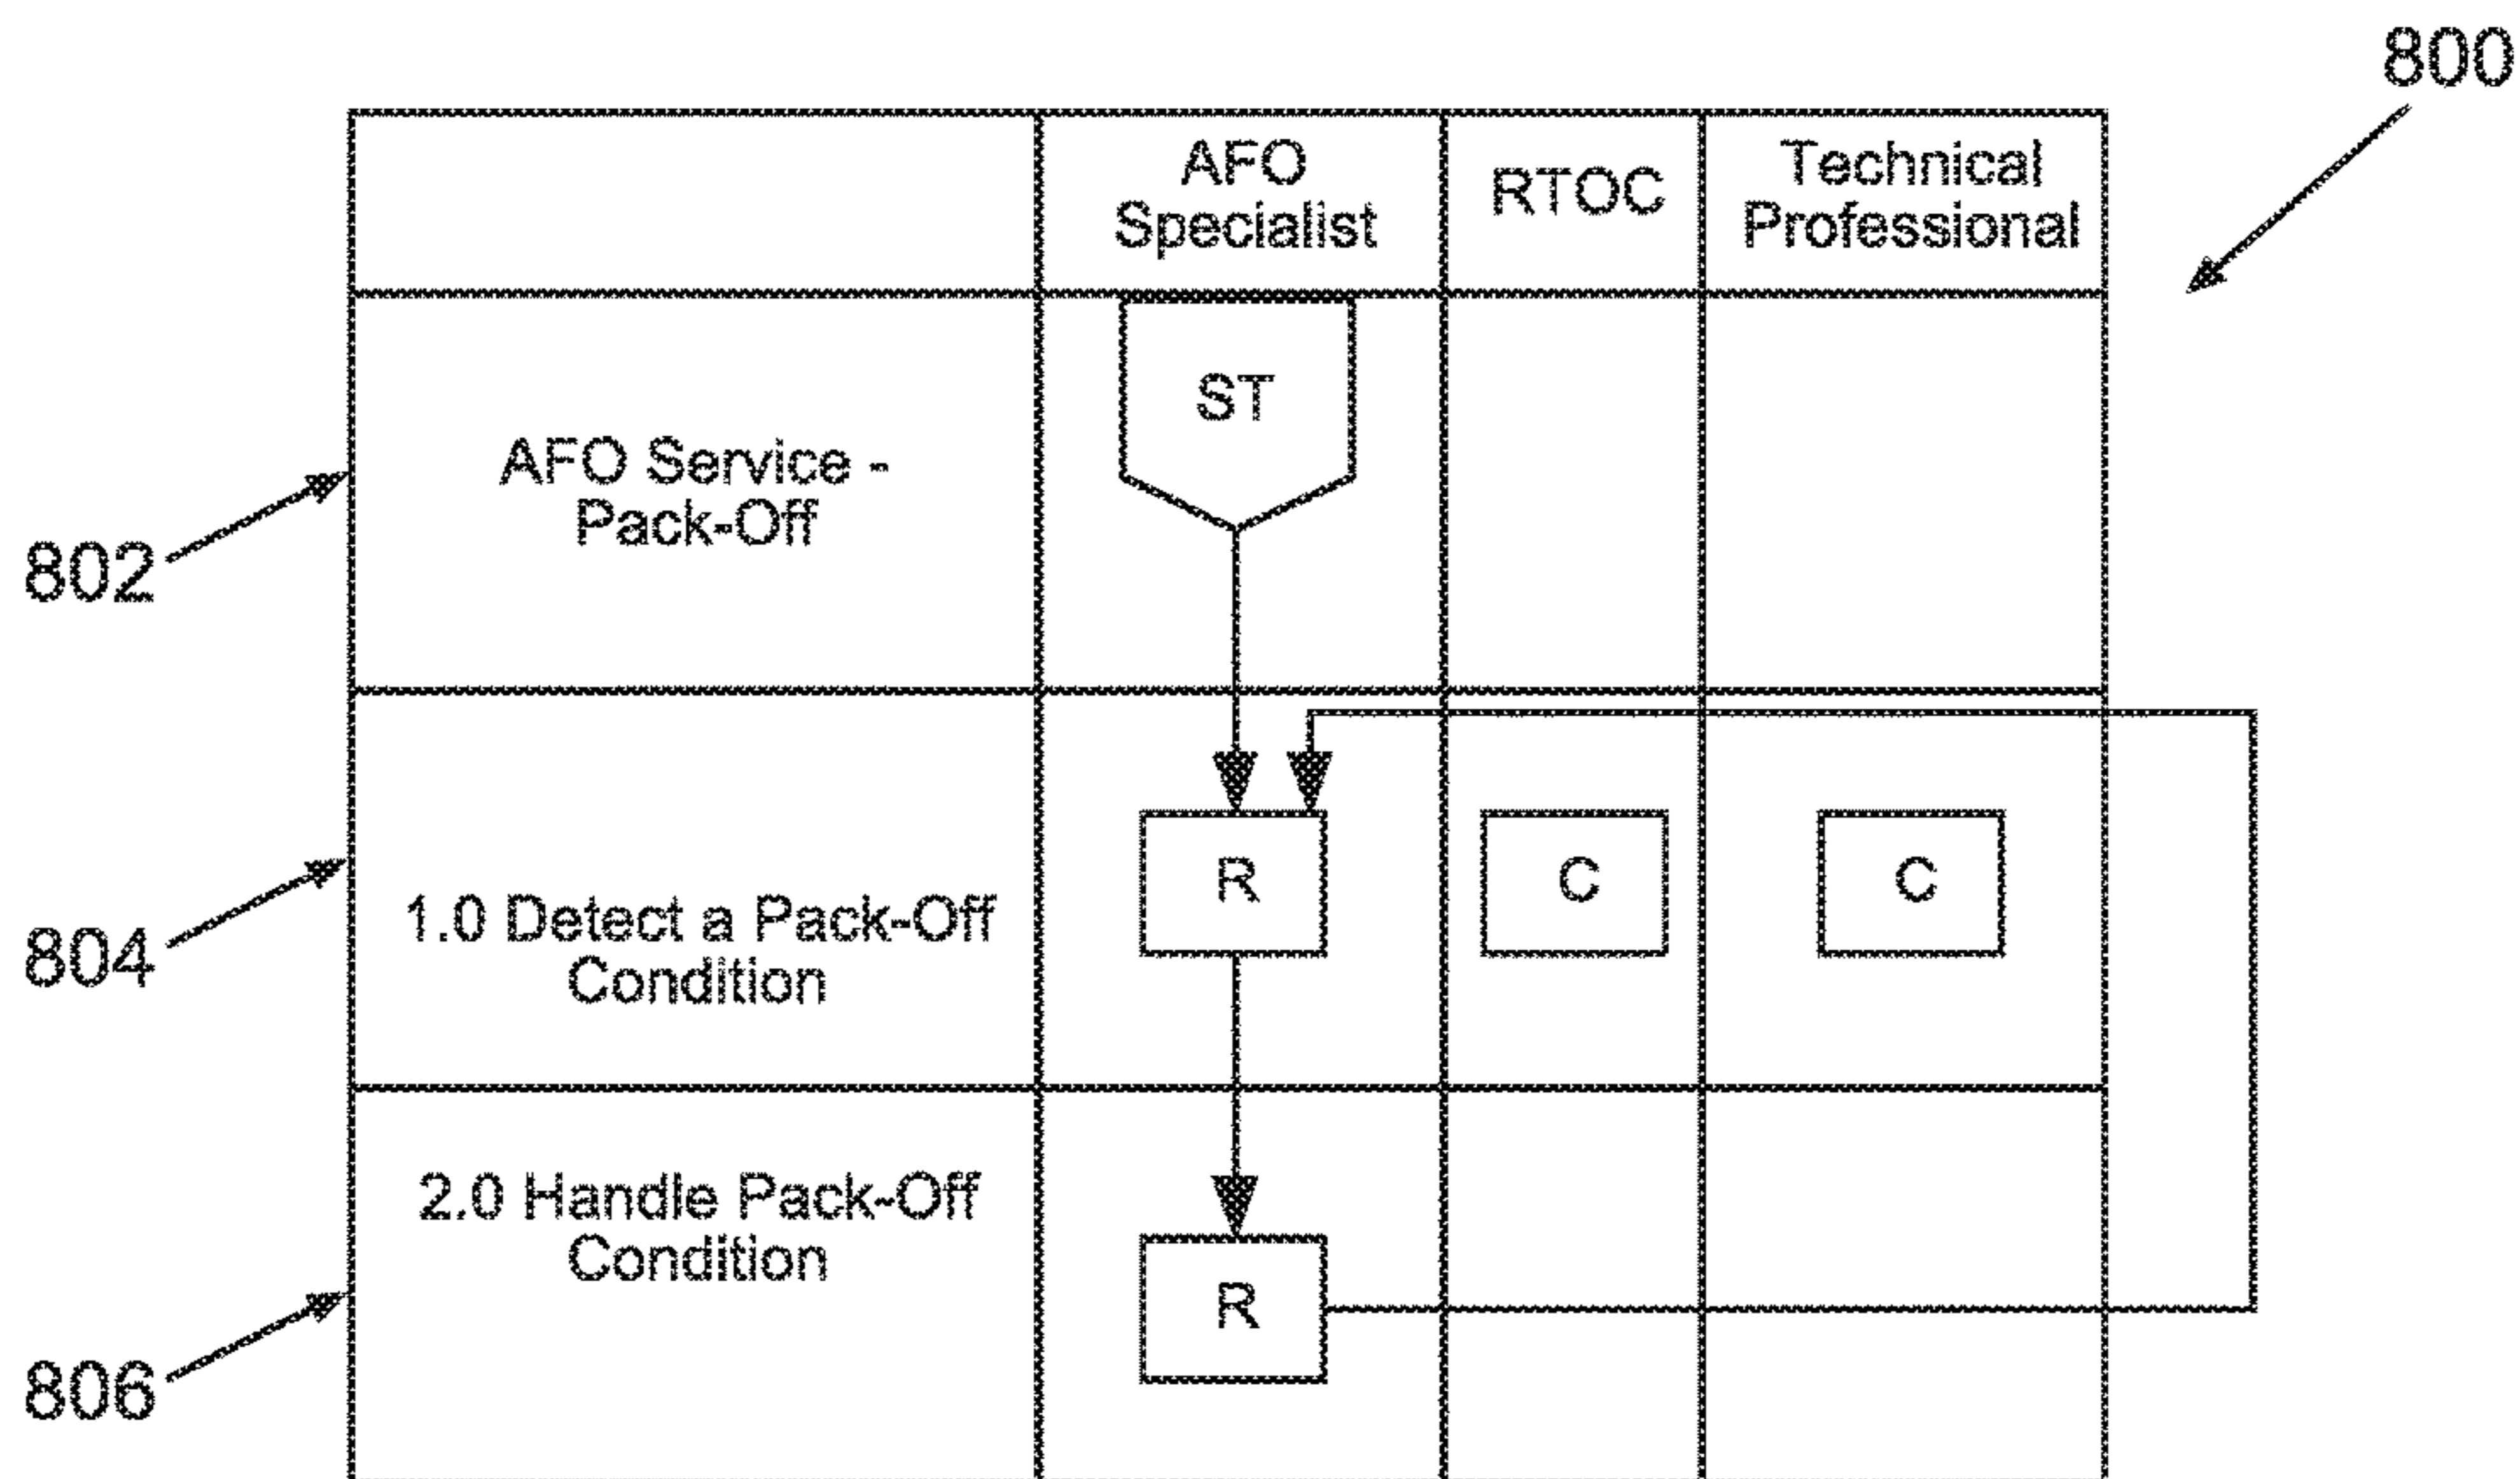 800
AFO
Specialist
RTOC
Technical
Professional
802
AFO Service -
Pack-Off
ST
804
1.0 Detect a Pack-Off
Condition
R
C
C
806
2.0 Handle Pack-Off
Condition
R